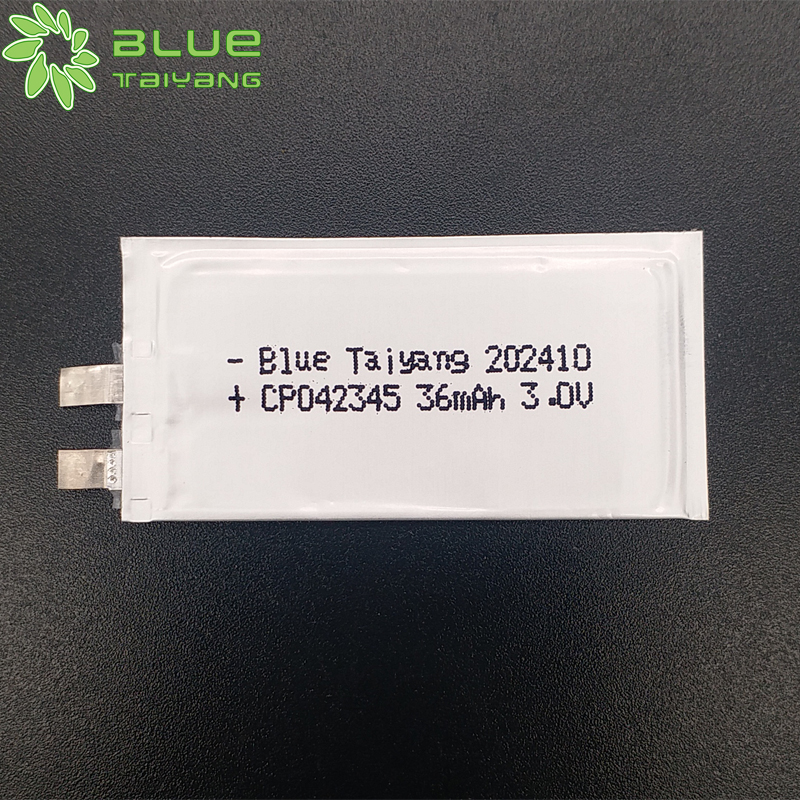 BLUE
TAIYANG
- Blue Taiyang 202410
+ CP042345 36mAh 3.0V